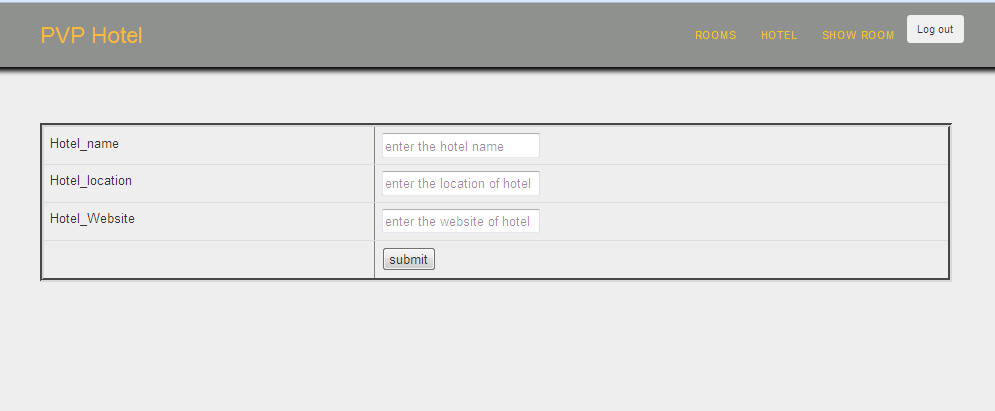 PVP Hotel
ROOMS HOTEL SHOW ROOM Log out
Hotel_name enter the hotel name
Hotel_location enter the location of hotel
Hotel_Website enter the website of hotel
submit